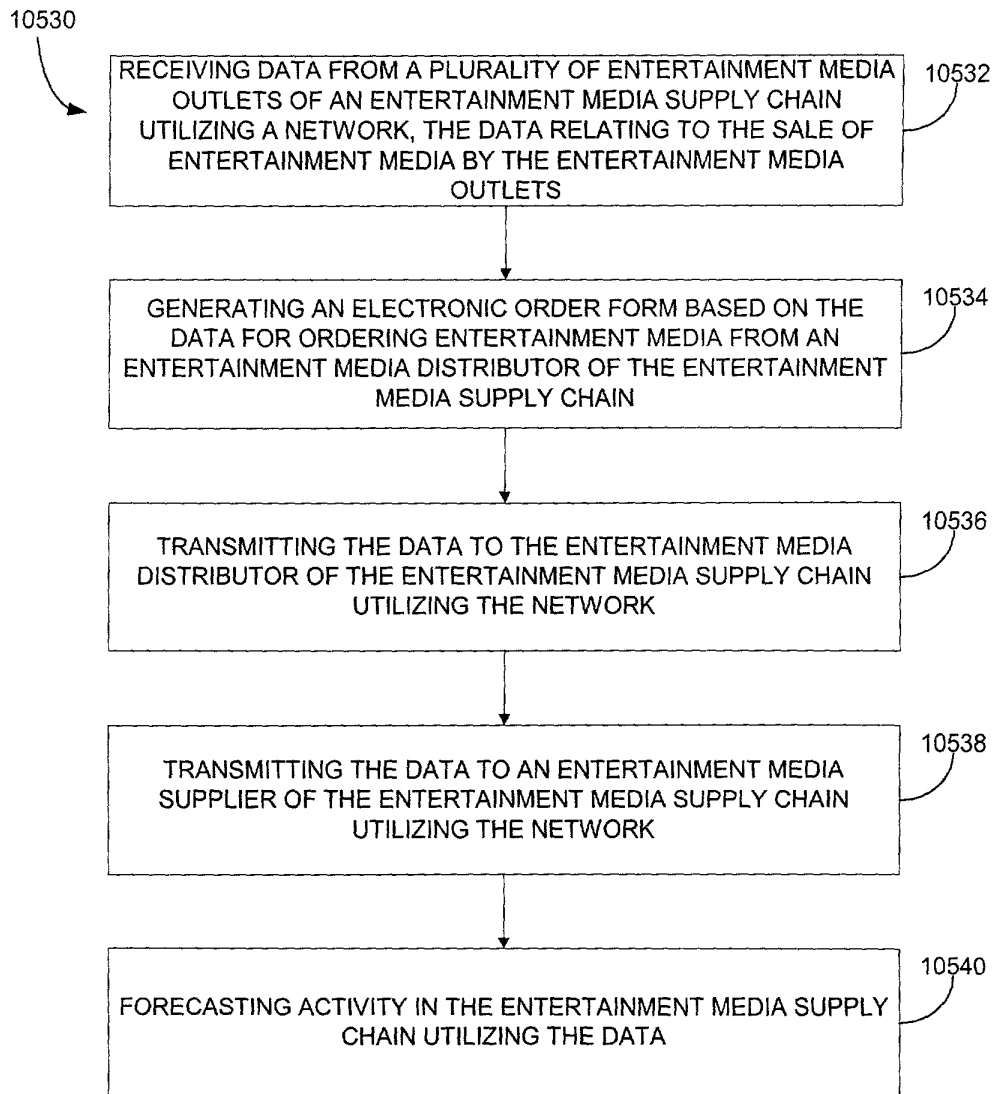 10530
RECEIVING DATA FROM A PLURALITY OF ENTERTAINMENT MEDIA
OUTLETS OF AN ENTERTAINMENT MEDIA SUPPLY CHAIN
UTILIZING A NETWORK, THE DATA RELATING TO THE SALE OF
ENTERTAINMENT MEDIA BY THE ENTERTAINMENT MEDIA
OUTLETS
10532
GENERATING AN ELECTRONIC ORDER FORM BASED ON THE
DATA FOR ORDERING ENTERTAINMENT MEDIA FROM AN
ENTERTAINMENT MEDIA DISTRIBUTOR OF THE ENTERTAINMENT
MEDIA SUPPLY CHAIN
10534
TRANSMITTING THE DATA TO THE ENTERTAINMENT MEDIA
DISTRIBUTOR OF THE ENTERTAINMENT MEDIA SUPPLY CHAIN
UTILIZING THE NETWORK
10536
TRANSMITTING THE DATA TO AN ENTERTAINMENT MEDIA
SUPPLIER OF THE ENTERTAINMENT MEDIA SUPPLY CHAIN
UTILIZING THE NETWORK
10538
FORECASTING ACTIVITY IN THE ENTERTAINMENT MEDIA SUPPLY
CHAIN UTILIZING THE DATA
10540